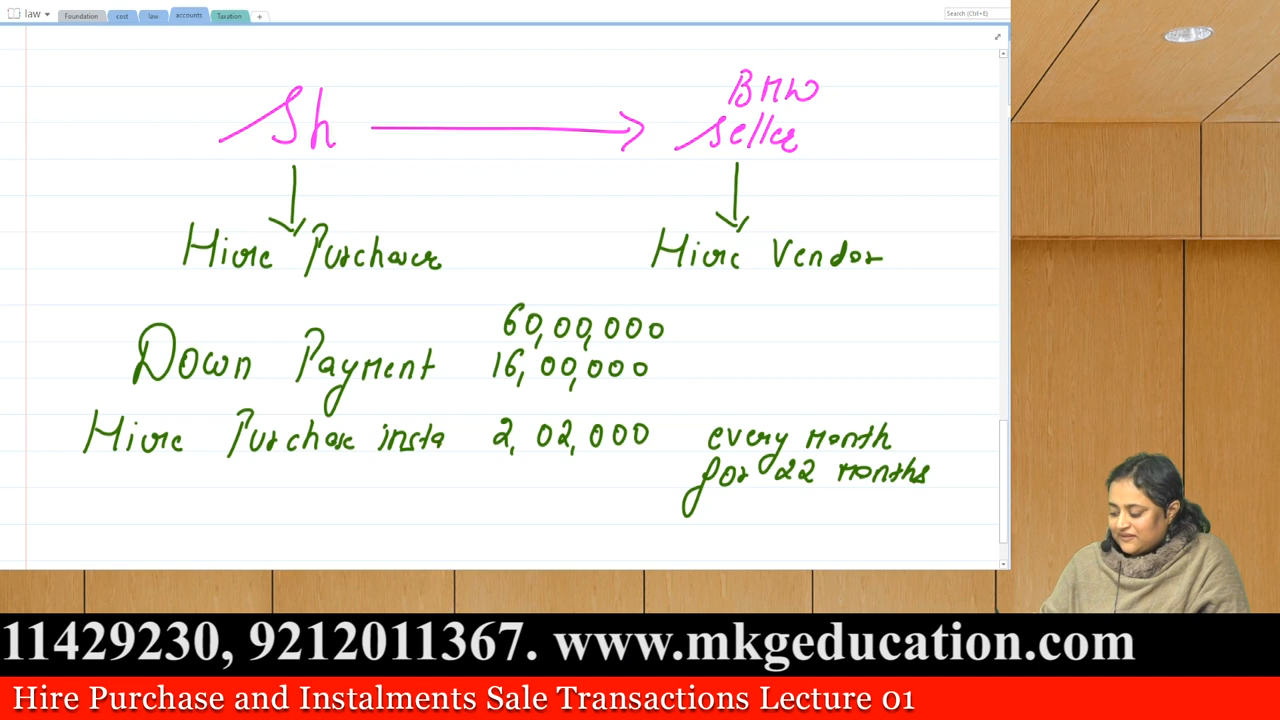 law
Foundation
cost
law
accounts
Taxation
Search (Ctrl+E)
Sh
BMW
seller
Hire Purchaser
Hire Vendor
60,00,000
Down Payment 16,00,000
Hire Purchase insta 2,02,000 every month
for 22 months
11429230, 9212011367. www.mkgeducation.com
Hire Purchase and Instalments Sale Transactions Lecture 01